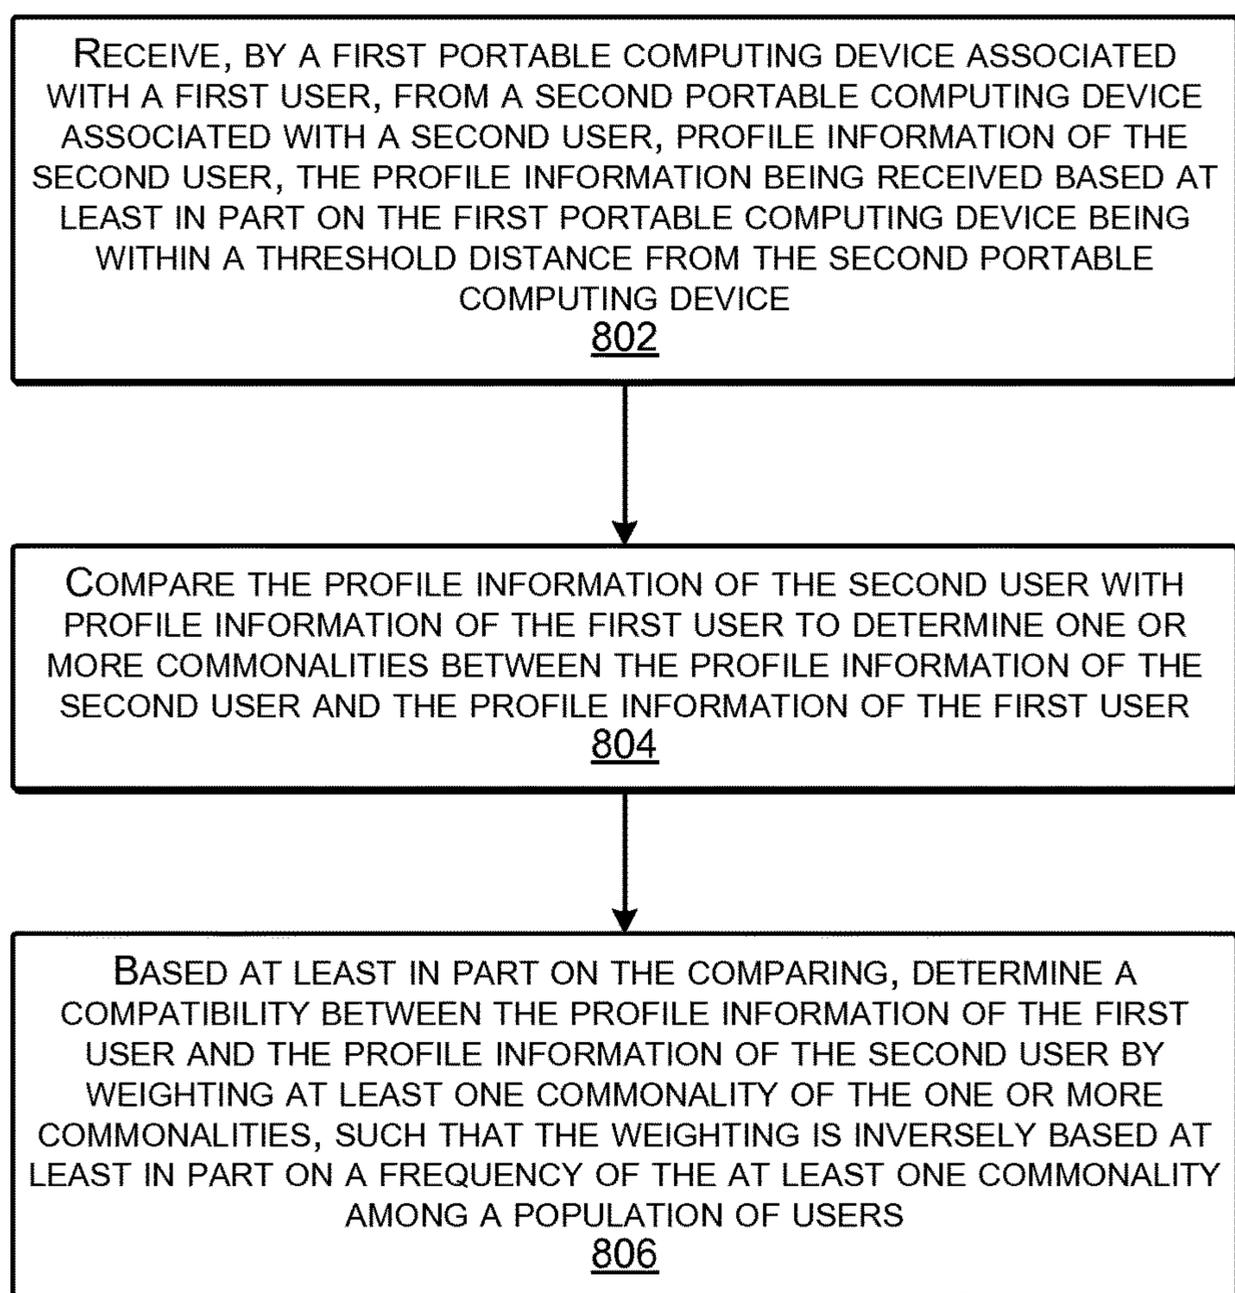 RECEIVE, BY A FIRST PORTABLE COMPUTING DEVICE ASSOCIATED
WITH A FIRST USER, FROM A SECOND PORTABLE COMPUTING DEVICE
ASSOCIATED WITH A SECOND USER, PROFILE INFORMATION OF THE
SECOND USER, THE PROFILE INFORMATION BEING RECEIVED BASED AT
LEAST IN PART ON THE FIRST PORTABLE COMPUTING DEVICE BEING
WITHIN A THRESHOLD DISTANCE FROM THE SECOND PORTABLE
COMPUTING DEVICE
802
COMPARE THE PROFILE INFORMATION OF THE SECOND USER WITH
PROFILE INFORMATION OF THE FIRST USER TO DETERMINE ONE OR
MORE COMMONALITIES BETWEEN THE PROFILE INFORMATION OF THE
SECOND USER AND THE PROFILE INFORMATION OF THE FIRST USER
804
BASED AT LEAST IN PART ON THE COMPARING, DETERMINE A
COMPATIBILITY BETWEEN THE PROFILE INFORMATION OF THE FIRST
USER AND THE PROFILE INFORMATION OF THE SECOND USER BY
WEIGHTING AT LEAST ONE COMMONALITY OF THE ONE OR MORE
COMMONALITIES, SUCH THAT THE WEIGHTING IS INVERSELY BASED AT
LEAST IN PART ON A FREQUENCY OF THE AT LEAST ONE COMMONALITY
AMONG A POPULATION OF USERS
806